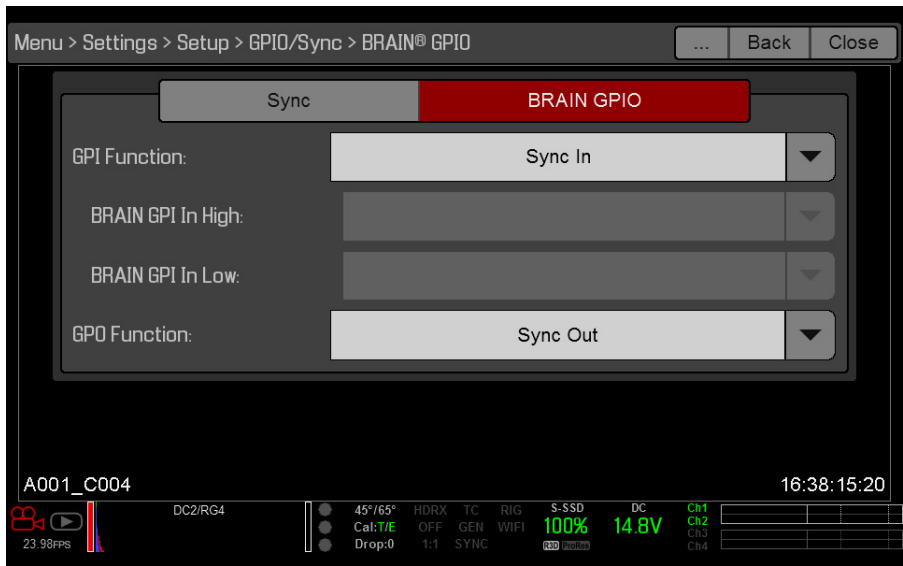 Menu > Settings > Setup > GPIO/Sync > BRAIN® GPIO ... Back Close
Sync BRAIN GPIO
GPI Function: Sync In
BRAIN GPI In High:
BRAIN GPI In Low:
GPO Function: Sync Out
A001_C004 16:38:15:20
DC2/RG4 45°/65° HDRX TC RIG S-SSD DC Ch1
Cal:T/E OFF GEN WIFI 100% 14.8V Ch2
23.98FPS Drop:0 1:1 SYNC R3D ProRes Ch3
Ch4